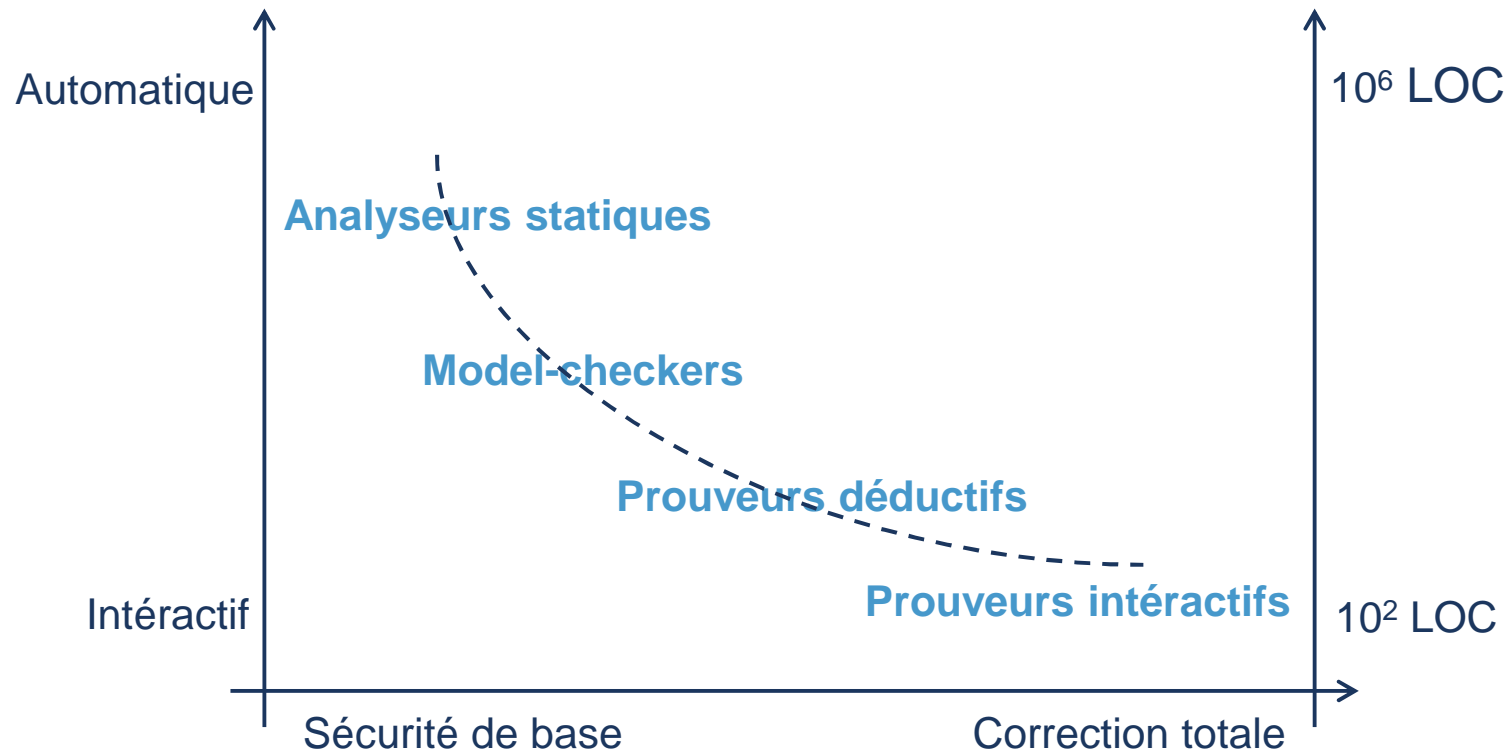 Automatique
10⁶ LOC
Analyseurs statiques
Model-checkers
Prouveurs déductifs
Prouveurs intéractifs
Intéractif
10² LOC
Sécurité de base
Correction totale